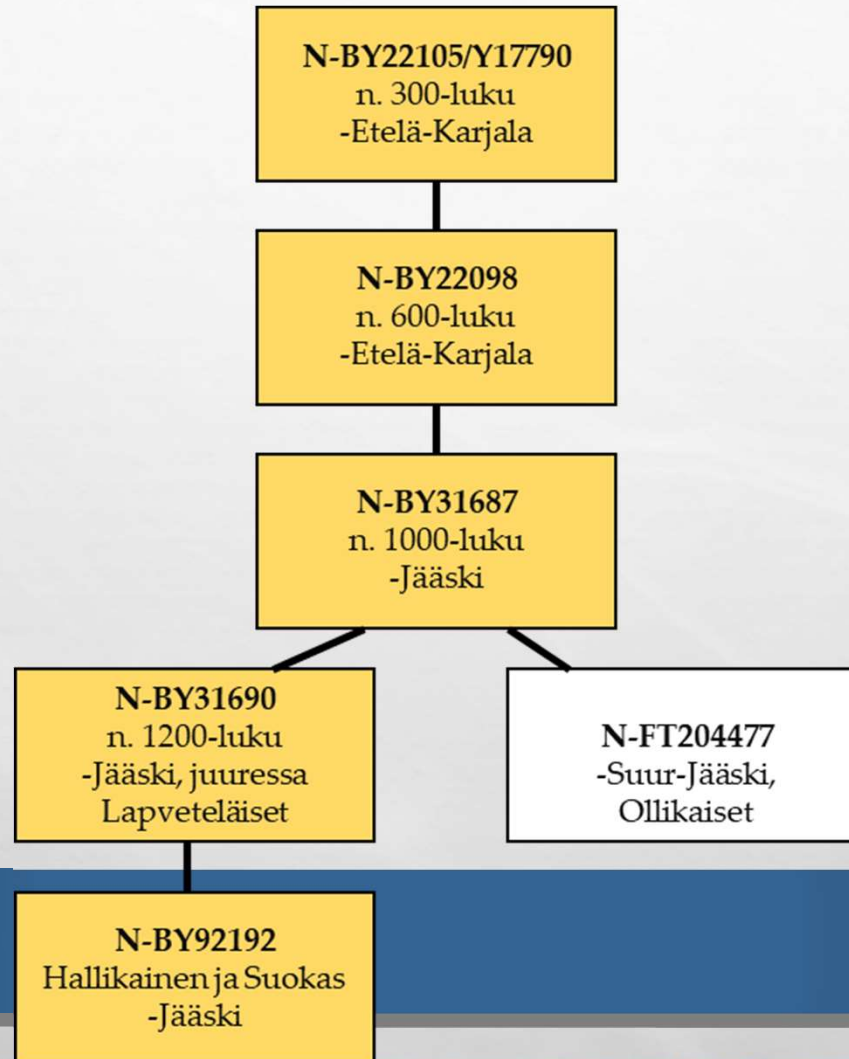 N-BY22105/Y17790
n. 300-luku
-Etelä-Karjala
N-BY22098
n. 600-luku
-Etelä-Karjala
N-BY31687
n. 1000-luku
-Jääski
N-BY31690
n. 1200-luku
-Jääski, juuressa
Lapveteläiset
N-FT204477
-Suur-Jääski,
Ollikaiset
N-BY92192
Hallikainen ja Suokas
-Jääski